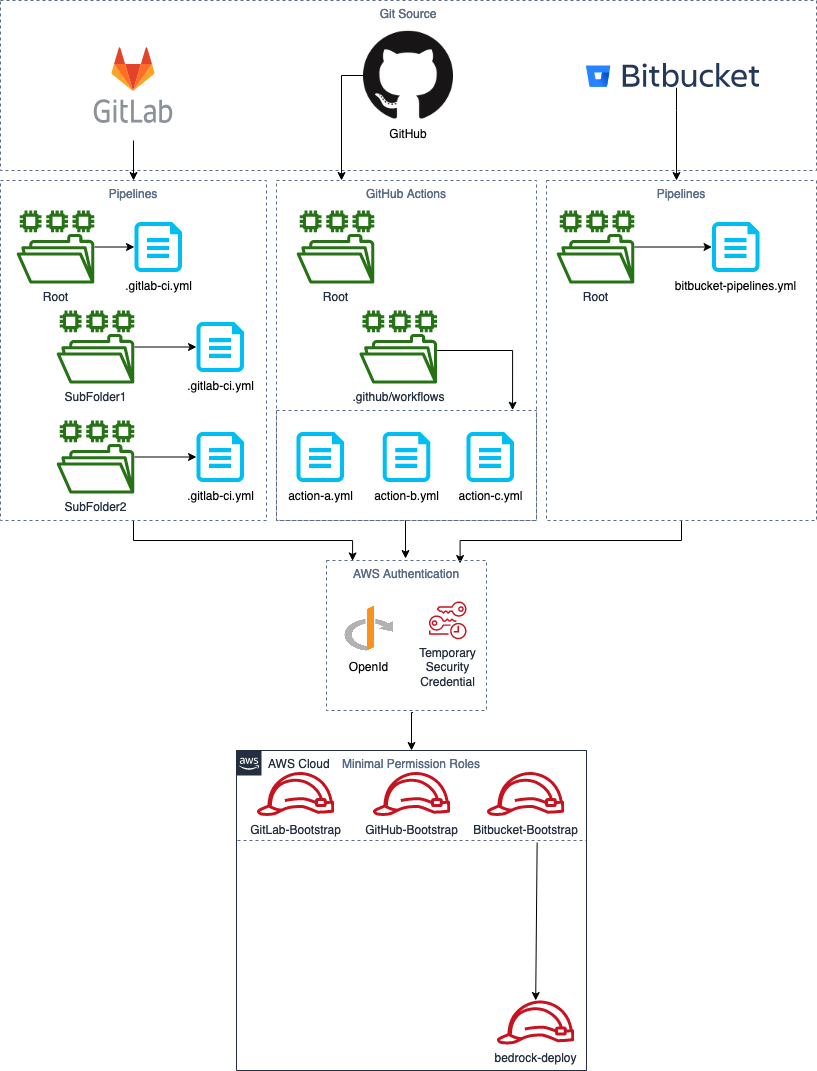 Git Source
GitLab
GitHub
Bitbucket
Pipelines
GitHub Actions
Pipelines
Root
.gitlab-ci.yml
Root
Root
bitbucket-pipelines.yml
SubFolder1
.gitlab-ci.yml
.github/workflows
SubFolder2
.gitlab-ci.yml
action-a.yml
action-b.yml
action-c.yml
AWS Authentication
OpenId
Temporary
Security
Credential
aws
AWS Cloud
Minimal Permission Roles
GitLab-Bootstrap
GitHub-Bootstrap
Bitbucket-Bootstrap
bedrock-deploy